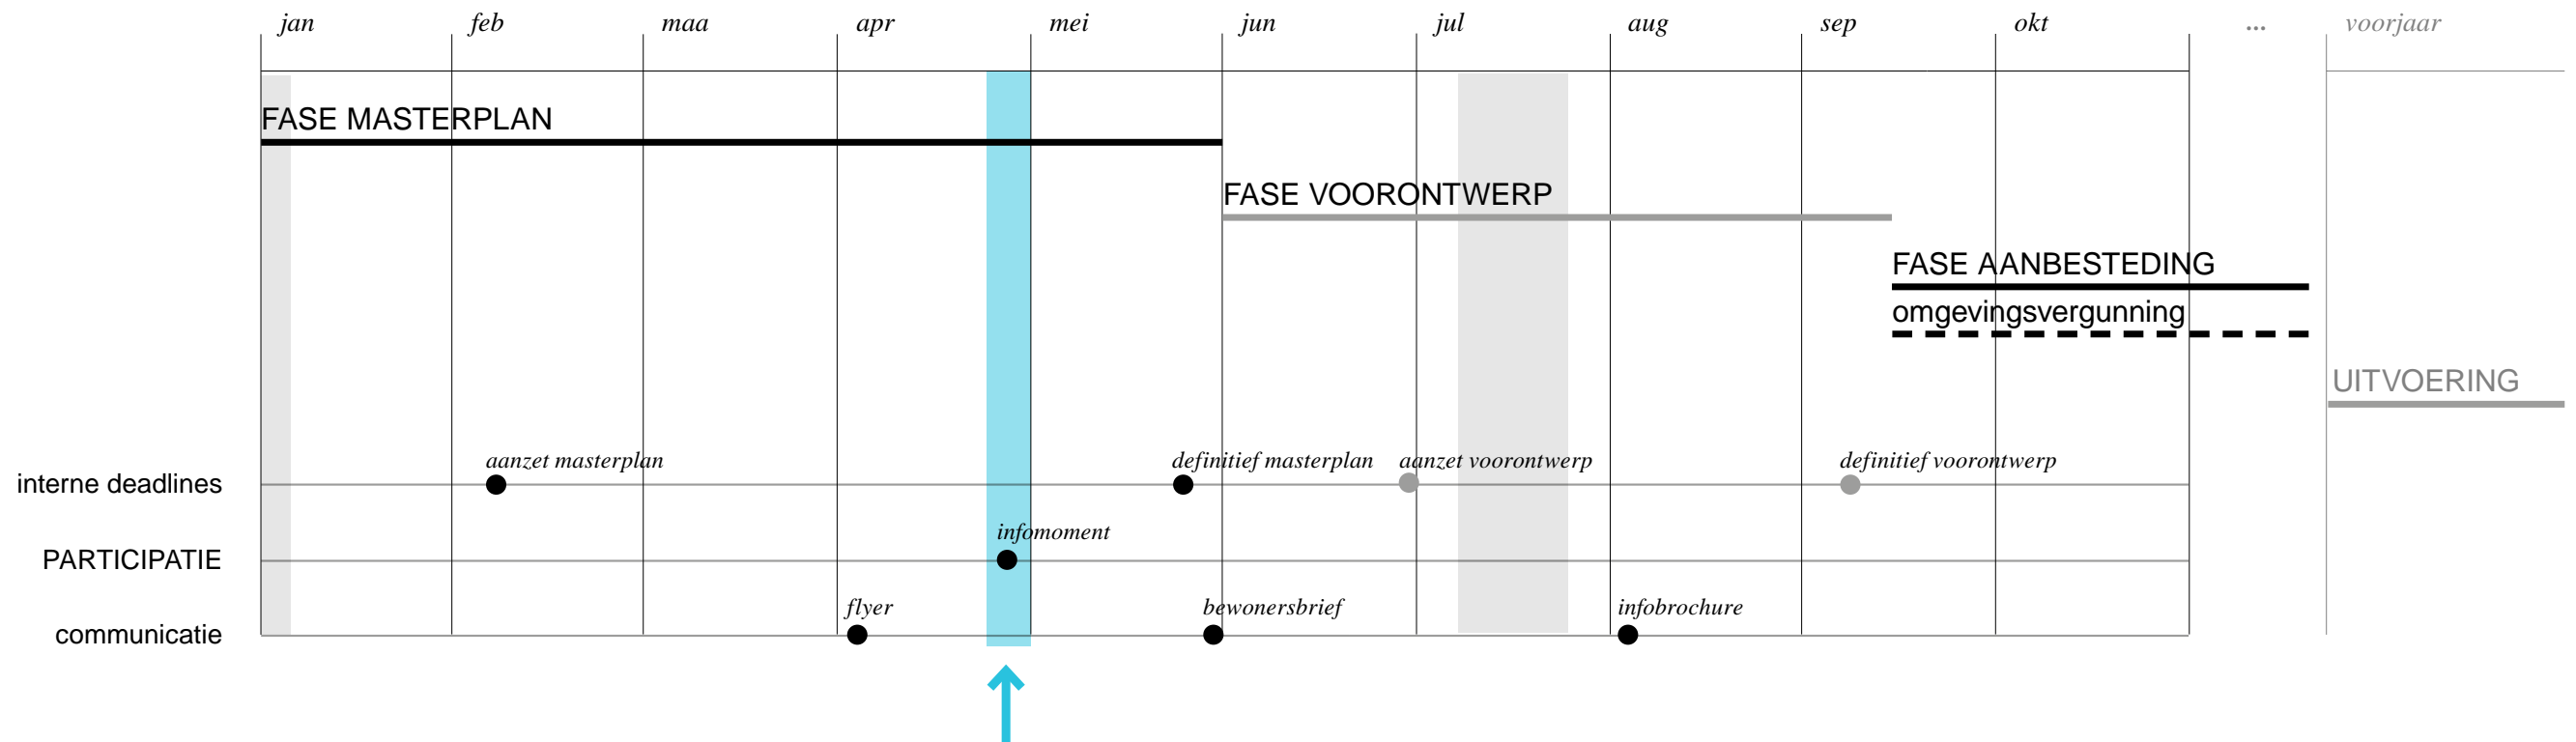 jan feb maa apr mei jun jul aug sep okt ... voorjaar
FASE MASTERPLAN
FASE VOORONTWERP
FASE AANBESTEDING
omgevingsvergunning
UITVOERING
interne deadlines
aanzet masterplan
definitief masterplan
aanzet voorontwerp
definitief voorontwerp
PARTICIPATIE
infomoment
communicatie
flyer
bewonersbrief
infobrochure